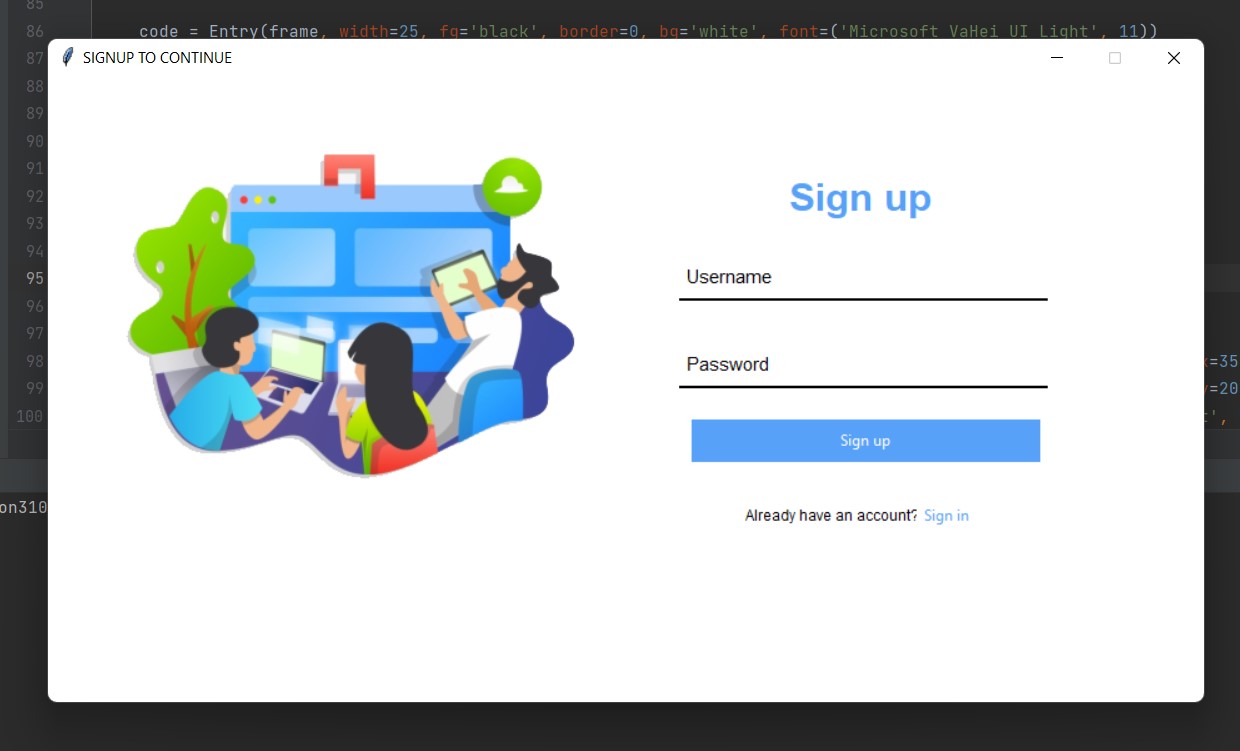 85
86 code = Entry(frame, width=25, fg='black', border=0, bg='white', font=('Microsoft YaHei UI Light', 11))
87 SIGNUP TO CONTINUE
88
89
90
91
92
Sign up
93
94
95 Username
96
97
98 Password =35
99 =20
100 ',
Sign up
on310
Already have an account? Sign in